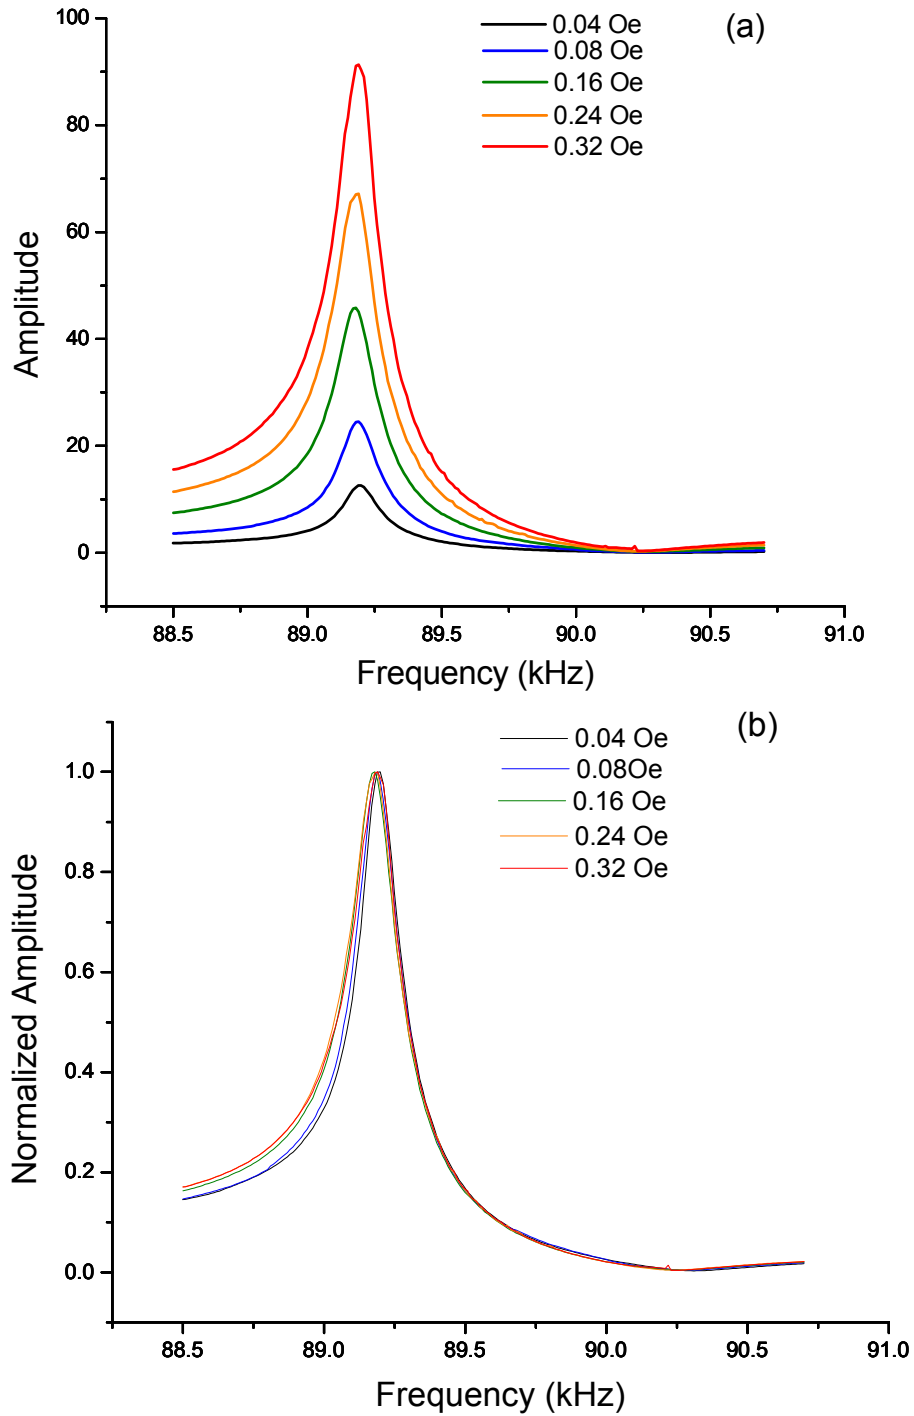 (a)
0.04 Oe
0.08 Oe
0.16 Oe
0.24 Oe
0.32 Oe
100
80
60
40
20
0
Amplitude
88.5 89.0 89.5 90.0 90.5 91.0
Frequency (kHz)
(b)
0.04 Oe
0.08Oe
0.16 Oe
0.24 Oe
0.32 Oe
1.0
0.8
0.6
0.4
0.2
0.0
Normalized Amplitude
88.5 89.0 89.5 90.0 90.5 91.0
Frequency (kHz)